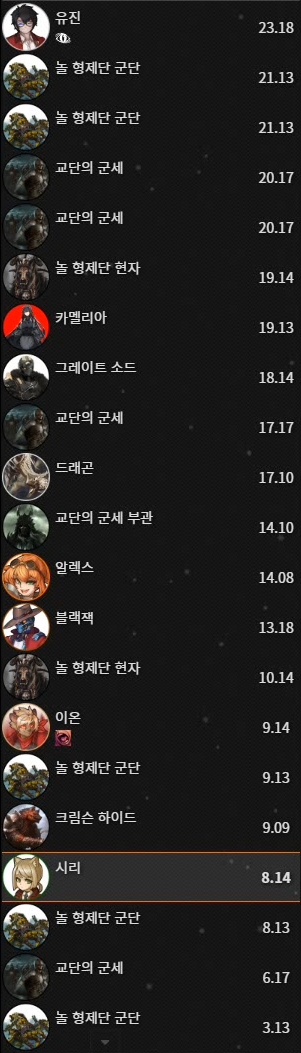 유진
23.18
놀 형제단 군단
21.13
놀 형제단 군단
21.13
교단의 군세
20.17
교단의 군세
20.17
놀 형제단 현자
19.14
카멜리아
19.13
그레이트 소드
18.14
교단의 군세
17.17
드래곤
17.10
교단의 군세 부관
14.10
알렉스
14.08
블랙잭
13.18
놀 형제단 현자
10.14
이온
9.14
놀 형제단 군단
9.13
크림슨 하이드
9.09
시리
8.14
놀 형제단 군단
8.13
교단의 군세
6.17
놀 형제단 군단
3.13